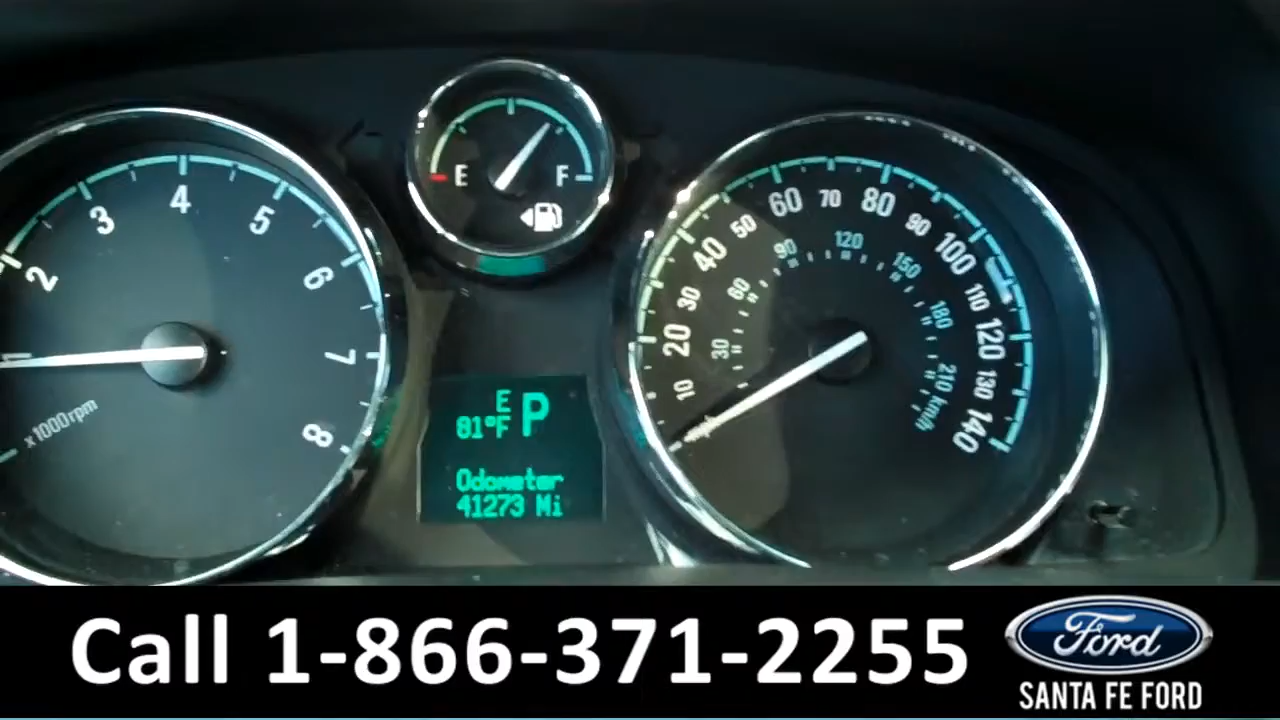 1 2 3 4 5 6 7 8
x1000rpm
E F
10 20 30 40 50 60 70 80 90 100 110 120 130 140
30 60 90 120 150 180 210 km/h
E
81°F P
Odometer
41273 Mi
Call 1-866-371-2255
Ford
SANTA FE FORD